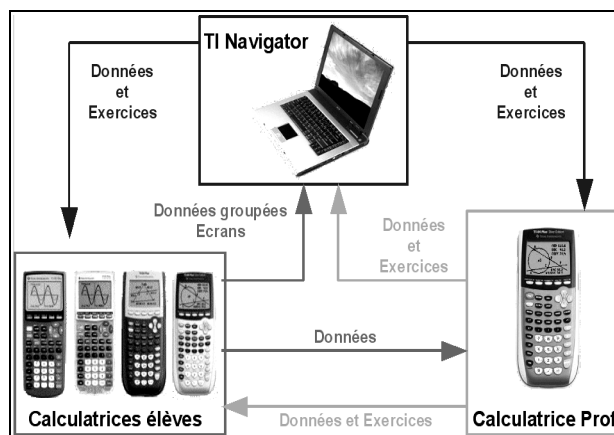 TI Navigator
Données
et
Exercices
Données
et
Exercices
Données groupées
Ecrans
Données
et
Exercices
Données
Calculatrices élèves
Données et Exercices
Calculatrice Prof